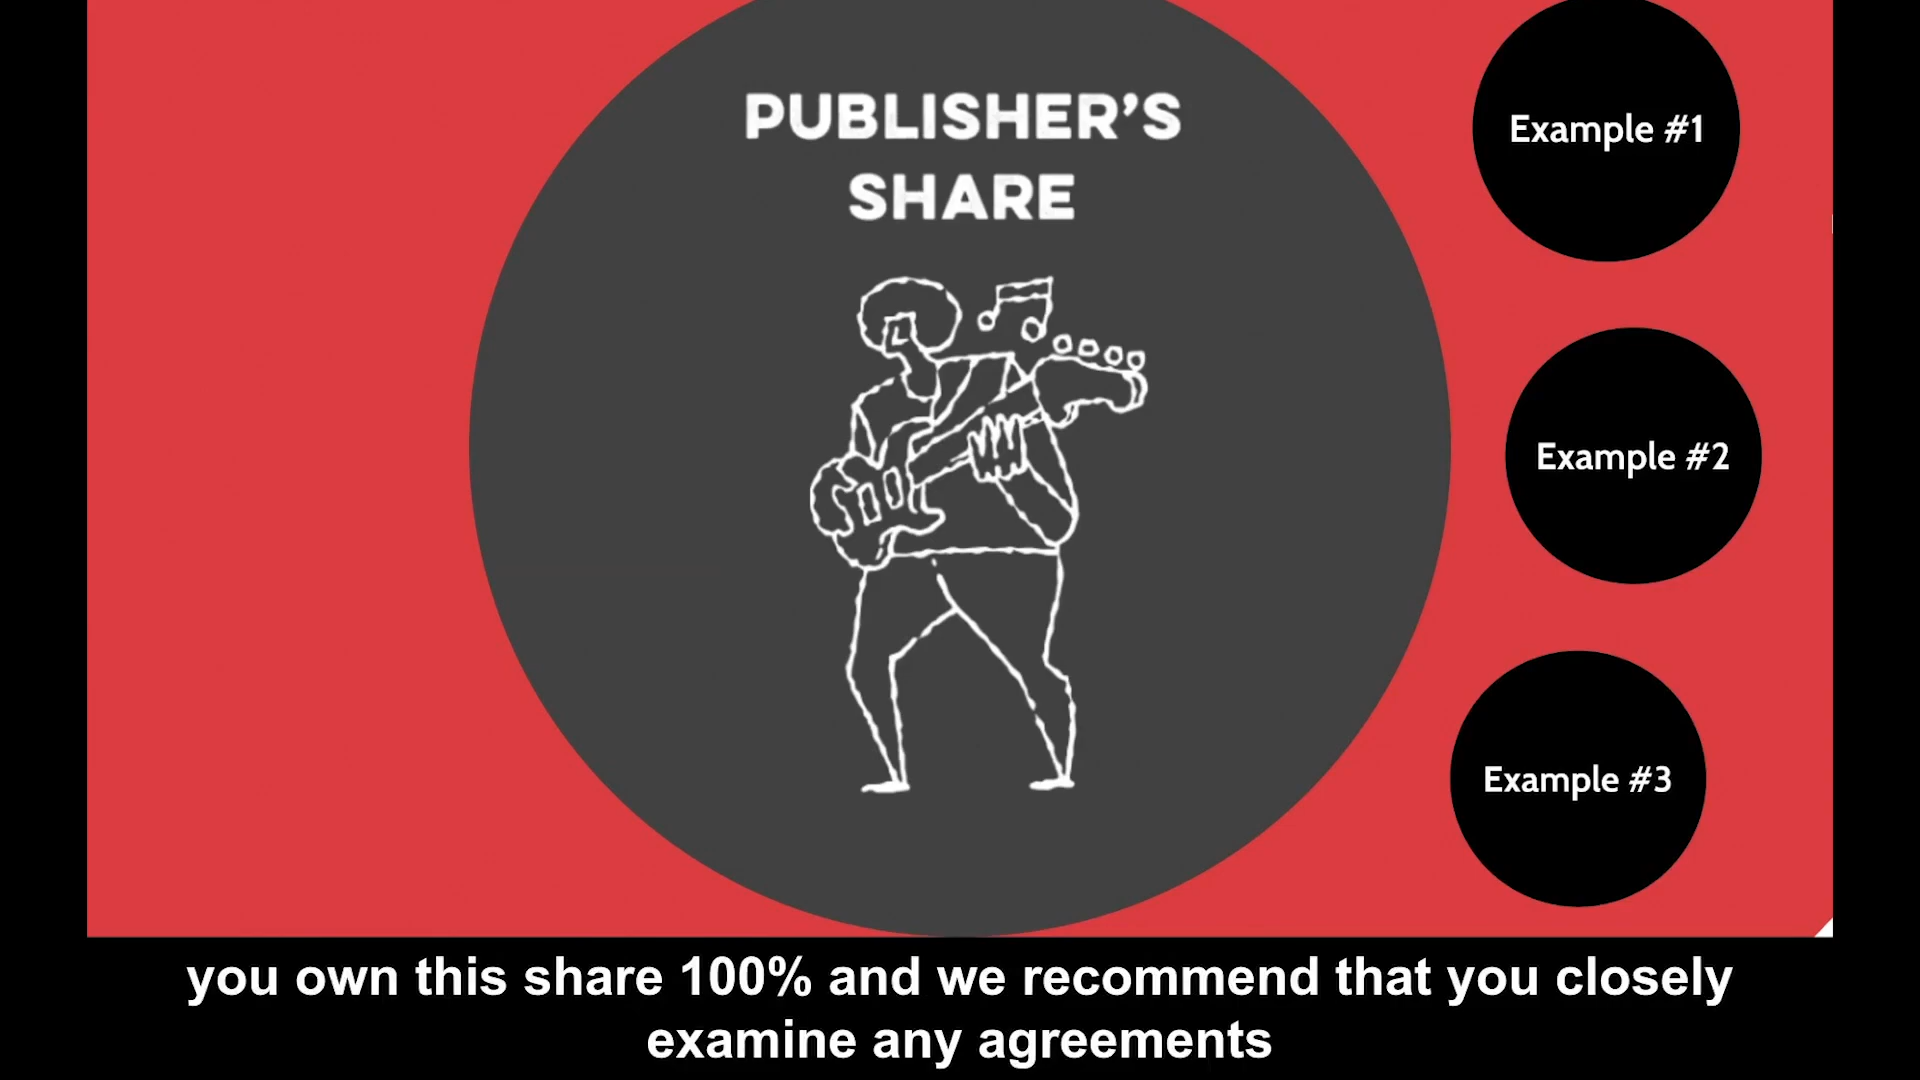 PUBLISHER’S
SHARE
Example #1
Example #2
Example #3
you own this share 100% and we recommend that you closely
examine any agreements